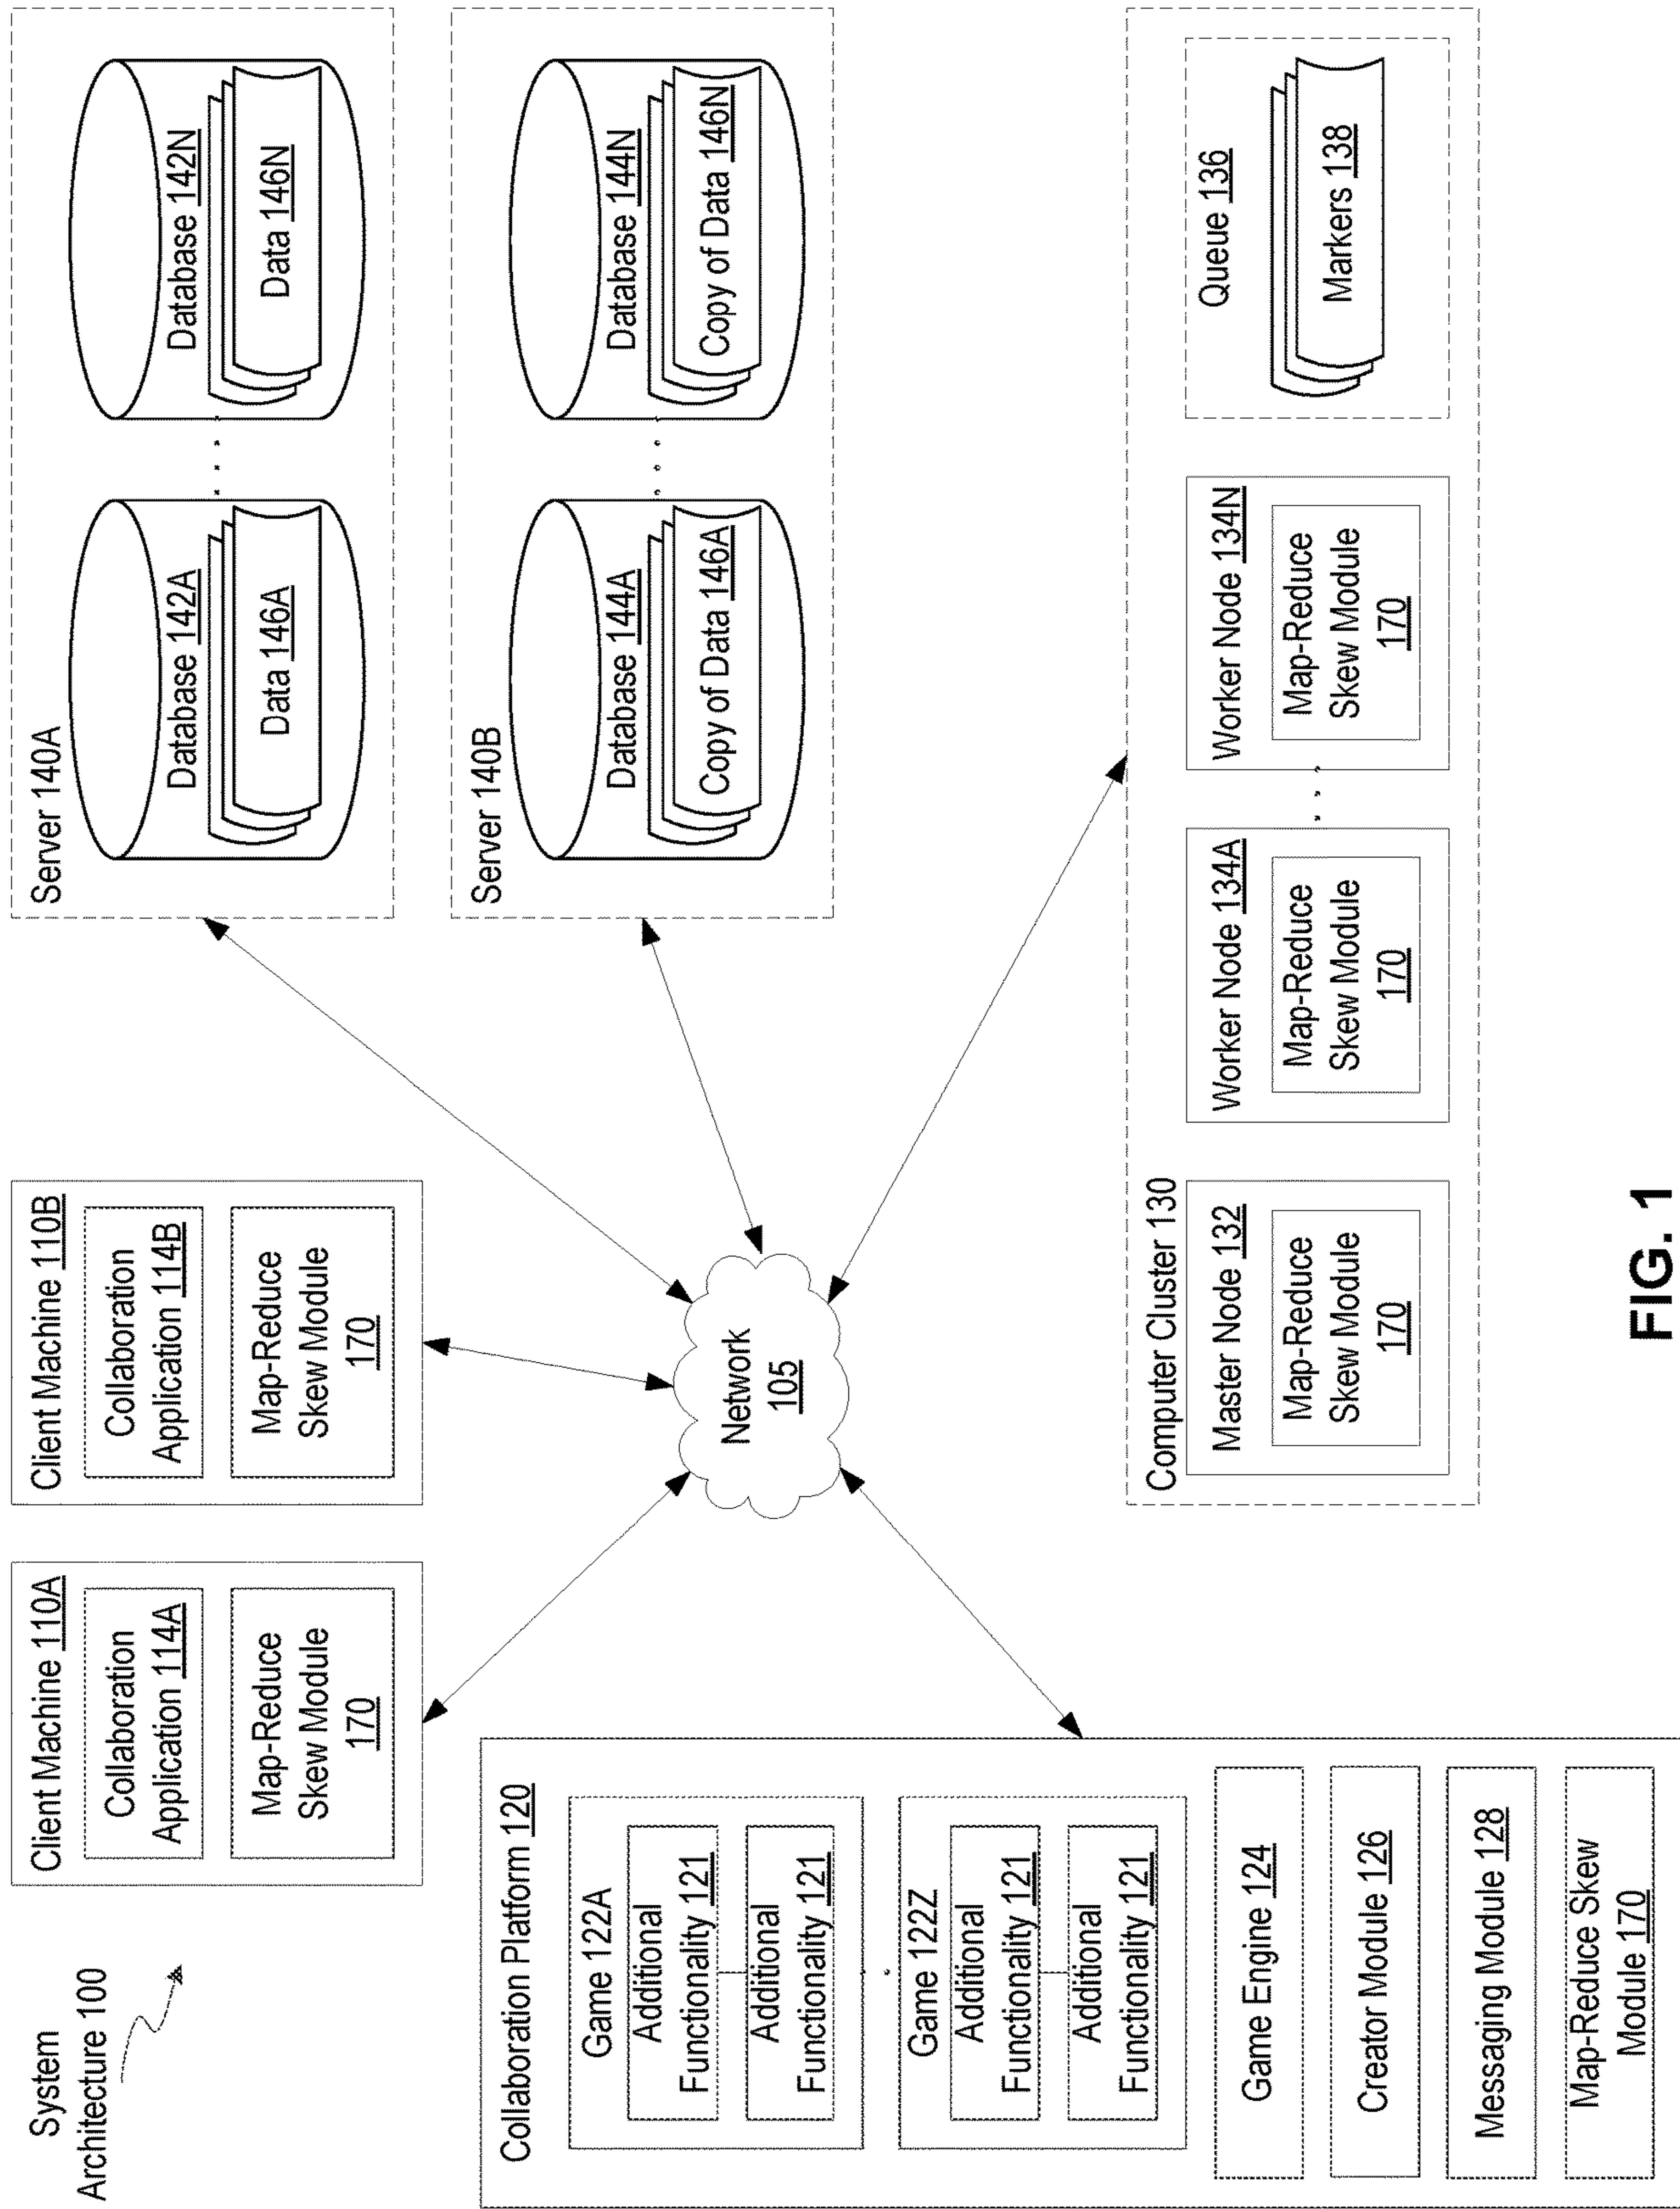 System
Architecture 100
Client Machine 110A
Collaboration
Application 114A
Map-Reduce
Skew Module
170
Client Machine 110B
Collaboration
Application 114B
Map-Reduce
Skew Module
170
Server 140A
Database 142A
Data 146A
Database 142N
Data 146N
Server 140B
Database 144A
Copy of Data 146A
Database 144N
Copy of Data 146N
Network
105
Collaboration Platform 120
Game 122A
Additional
Functionality 121
Additional
Functionality 121
Game 122Z
Additional
Functionality 121
Additional
Functionality 121
Game Engine 124
Creator Module 126
Messaging Module 128
Map-Reduce Skew
Module 170
Computer Cluster 130
Master Node 132
Map-Reduce
Skew Module
170
Worker Node 134A
Map-Reduce
Skew Module
170
Worker Node 134N
Map-Reduce
Skew Module
170
Queue 136
Markers 138
FIG. 1